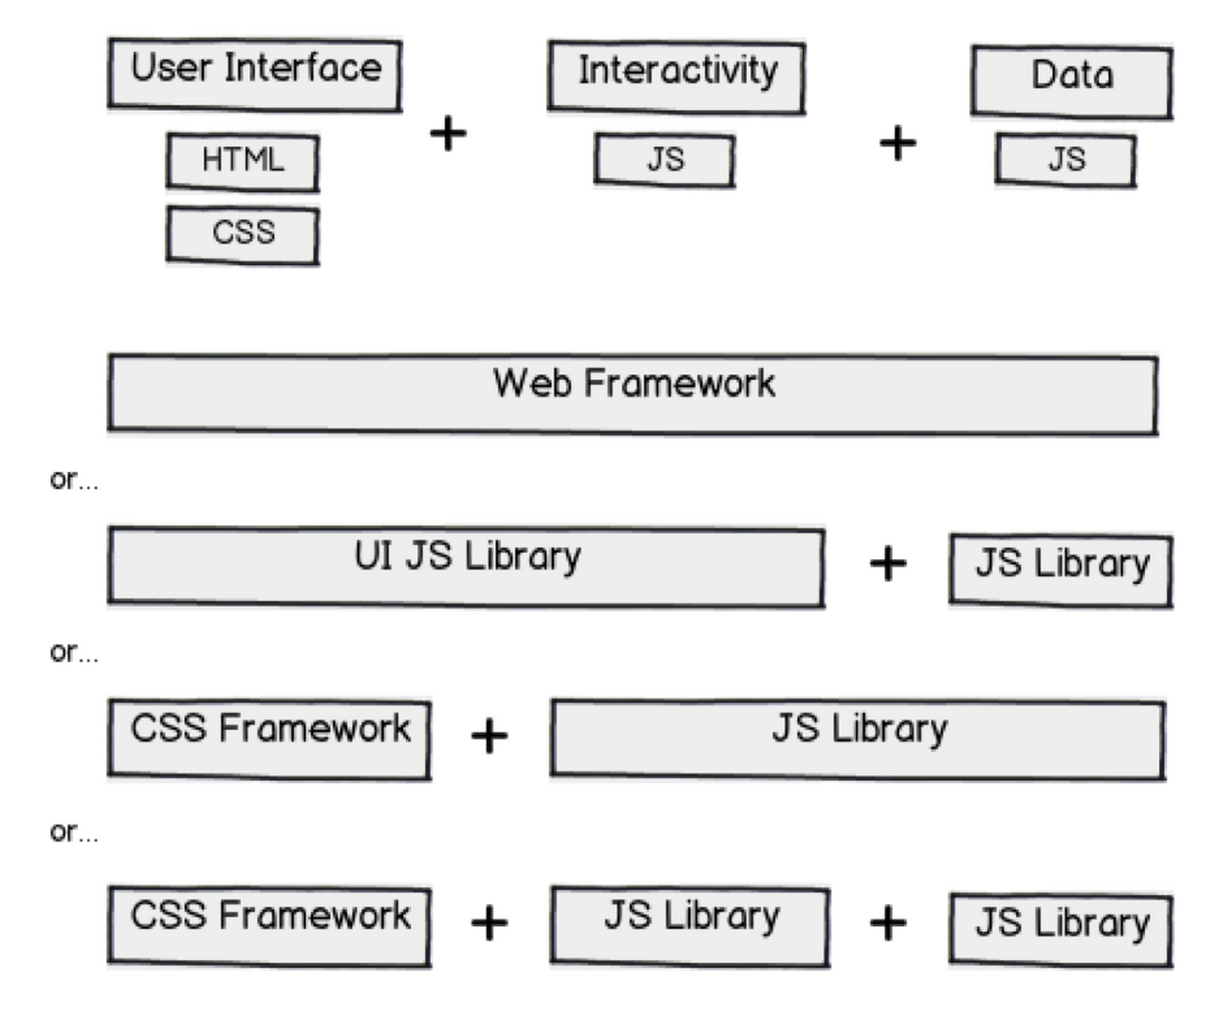 User Interface
+
Interactivity
+
Data
HTML
JS
JS
CSS
Web Framework
or...
UI JS Library
+
JS Library
or...
CSS Framework
+
JS Library
or...
CSS Framework
+
JS Library
+
JS Library